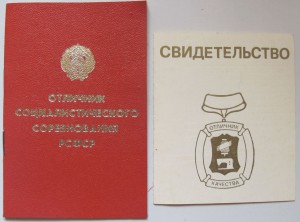 ОТЛИЧНИК
СОЦИАЛИСТИЧЕСКОГО
СОРЕВНОВАНИЯ
РСФСР
СВИДЕТЕЛЬСТВО
ОТЛИЧНИК
КАЧЕСТВА